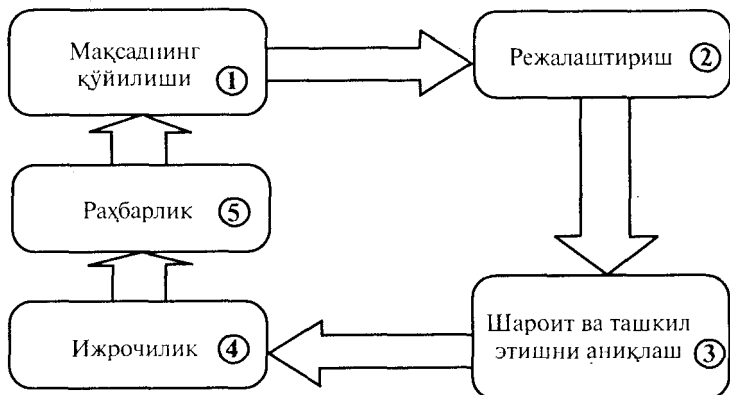 Мақсаднинг
қўйилиши ①
Режалаштириш ②
Раҳбарлик ⑤
Ижрочилик ④
Шароит ва ташкил
этишни аниқлаш ③